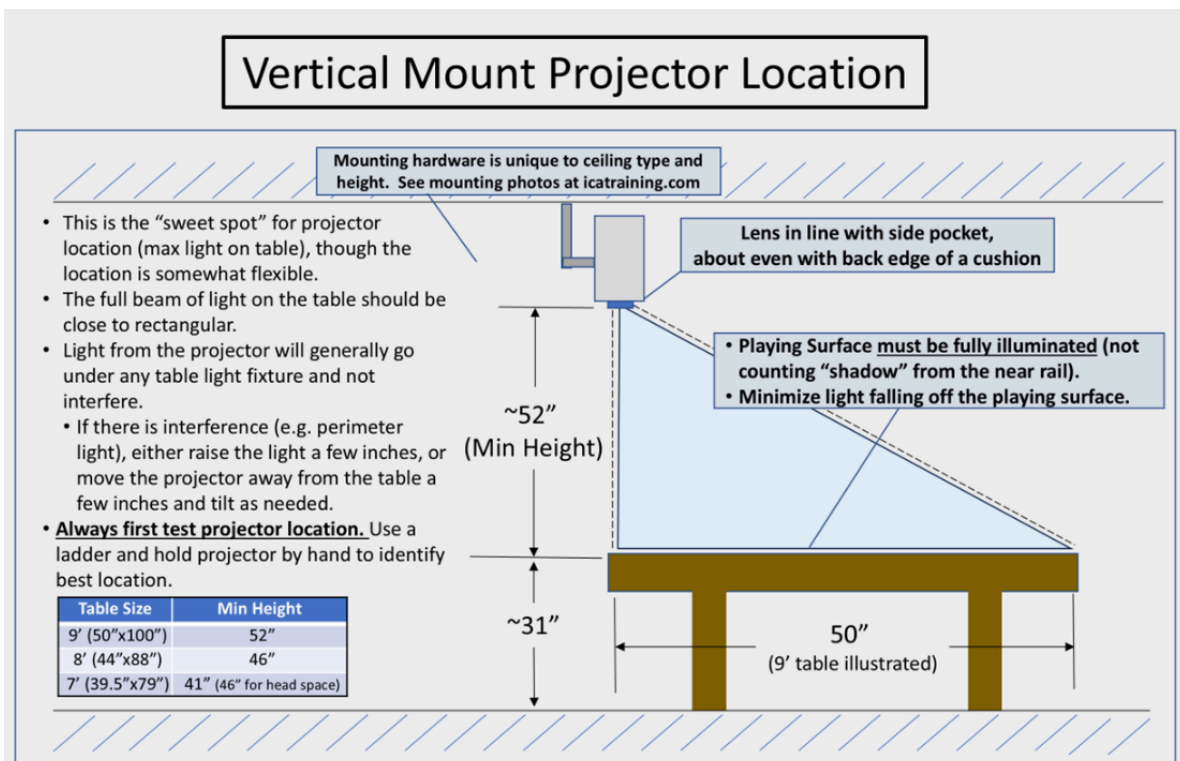 Vertical Mount Projector Location
Mounting hardware is unique to ceiling type and
height. See mounting photos at icatraining.com
• This is the “sweet spot” for projector
location (max light on table), though the
location is somewhat flexible.
• The full beam of light on the table should be
close to rectangular.
• Light from the projector will generally go
under any table light fixture and not
interfere.
• If there is interference (e.g. perimeter
light), either raise the light a few inches, or
move the projector away from the table a
few inches and tilt as needed.
• Always first test projector location. Use a
ladder and hold projector by hand to identify
best location.
Table Size Min Height
9’ (50”x100”) 52”
8’ (44”x88”) 46”
7’ (39.5”x79”) 41” (46” for head space)
Lens in line with side pocket,
about even with back edge of a cushion
• Playing Surface must be fully illuminated (not
counting “shadow” from the near rail).
• Minimize light falling off the playing surface.
~52”
(Min Height)
~31”
50”
(9’ table illustrated)